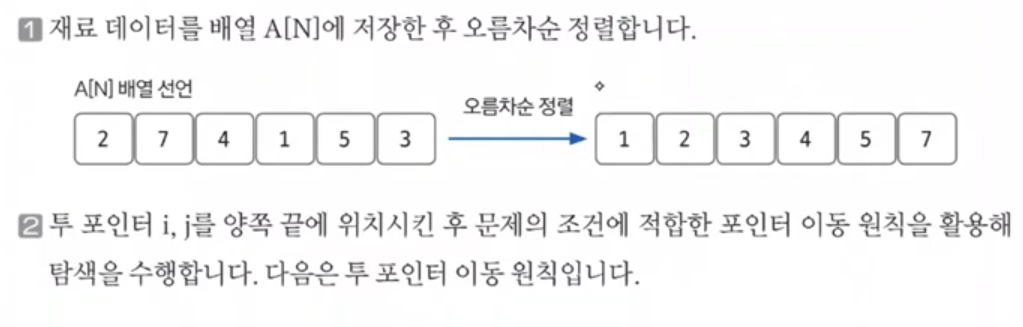 1 재료 데이터를 배열 A[N]에 저장한 후 오름차순 정렬합니다.
A[N] 배열 선언
오름차순 정렬
2 7 4 1 5 3
1 2 3 4 5 7
2 투 포인터 i, j를 양쪽 끝에 위치시킨 후 문제의 조건에 적합한 포인터 이동 원칙을 활용해
탐색을 수행합니다. 다음은 투 포인터 이동 원칙입니다.